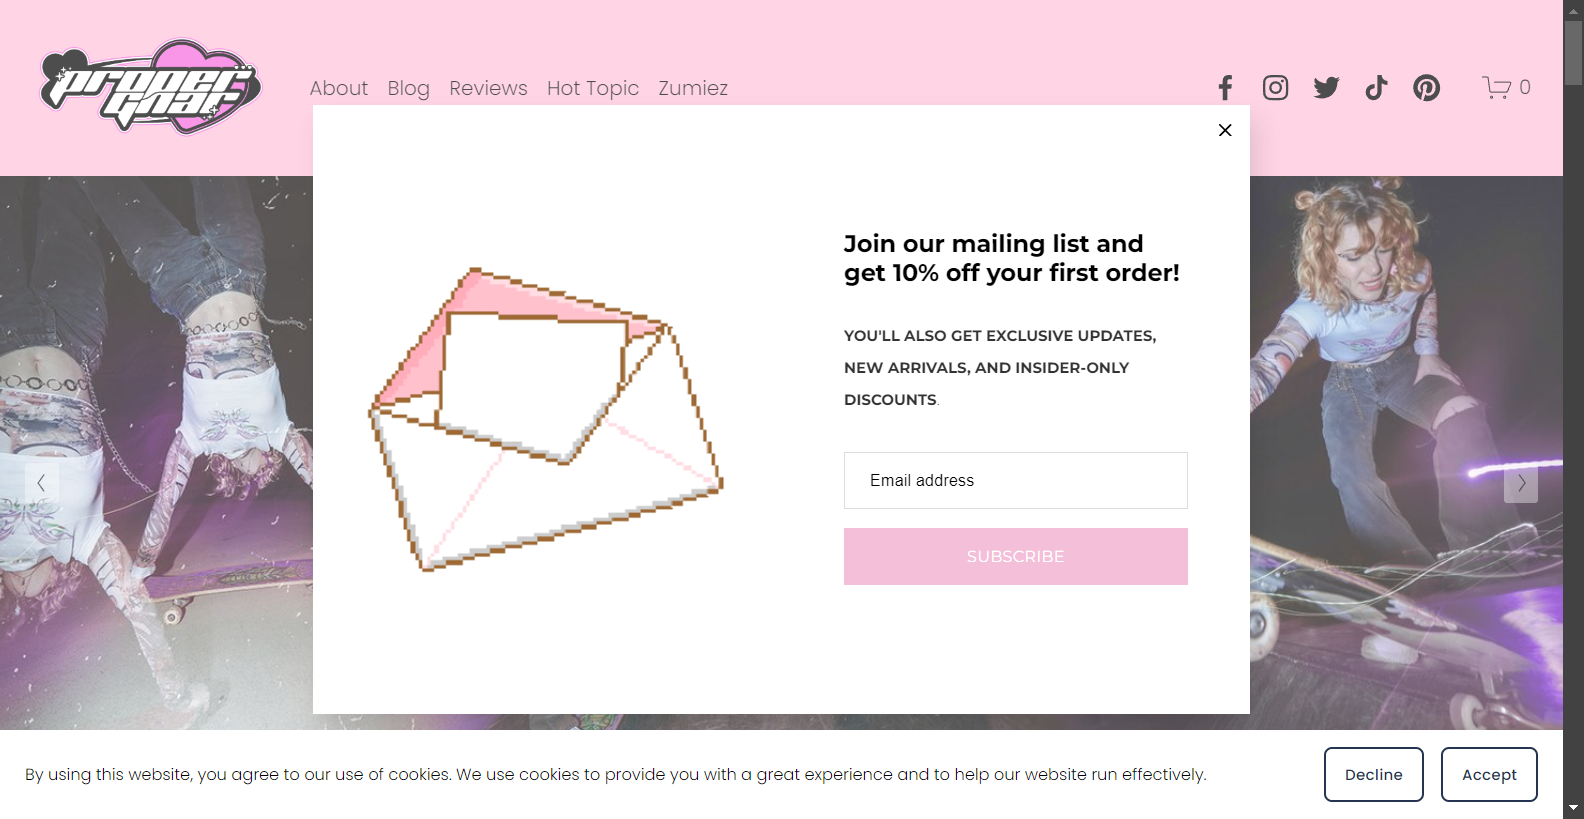 proper
gnar
About Blog Reviews Hot Topic Zumiez
0
Join our mailing list and
get 10% off your first order!
YOU'LL ALSO GET EXCLUSIVE UPDATES,
NEW ARRIVALS, AND INSIDER-ONLY
DISCOUNTS.
Email address
SUBSCRIBE
By using this website, you agree to our use of cookies. We use cookies to provide you with a great experience and to help our website run effectively.
Decline
Accept